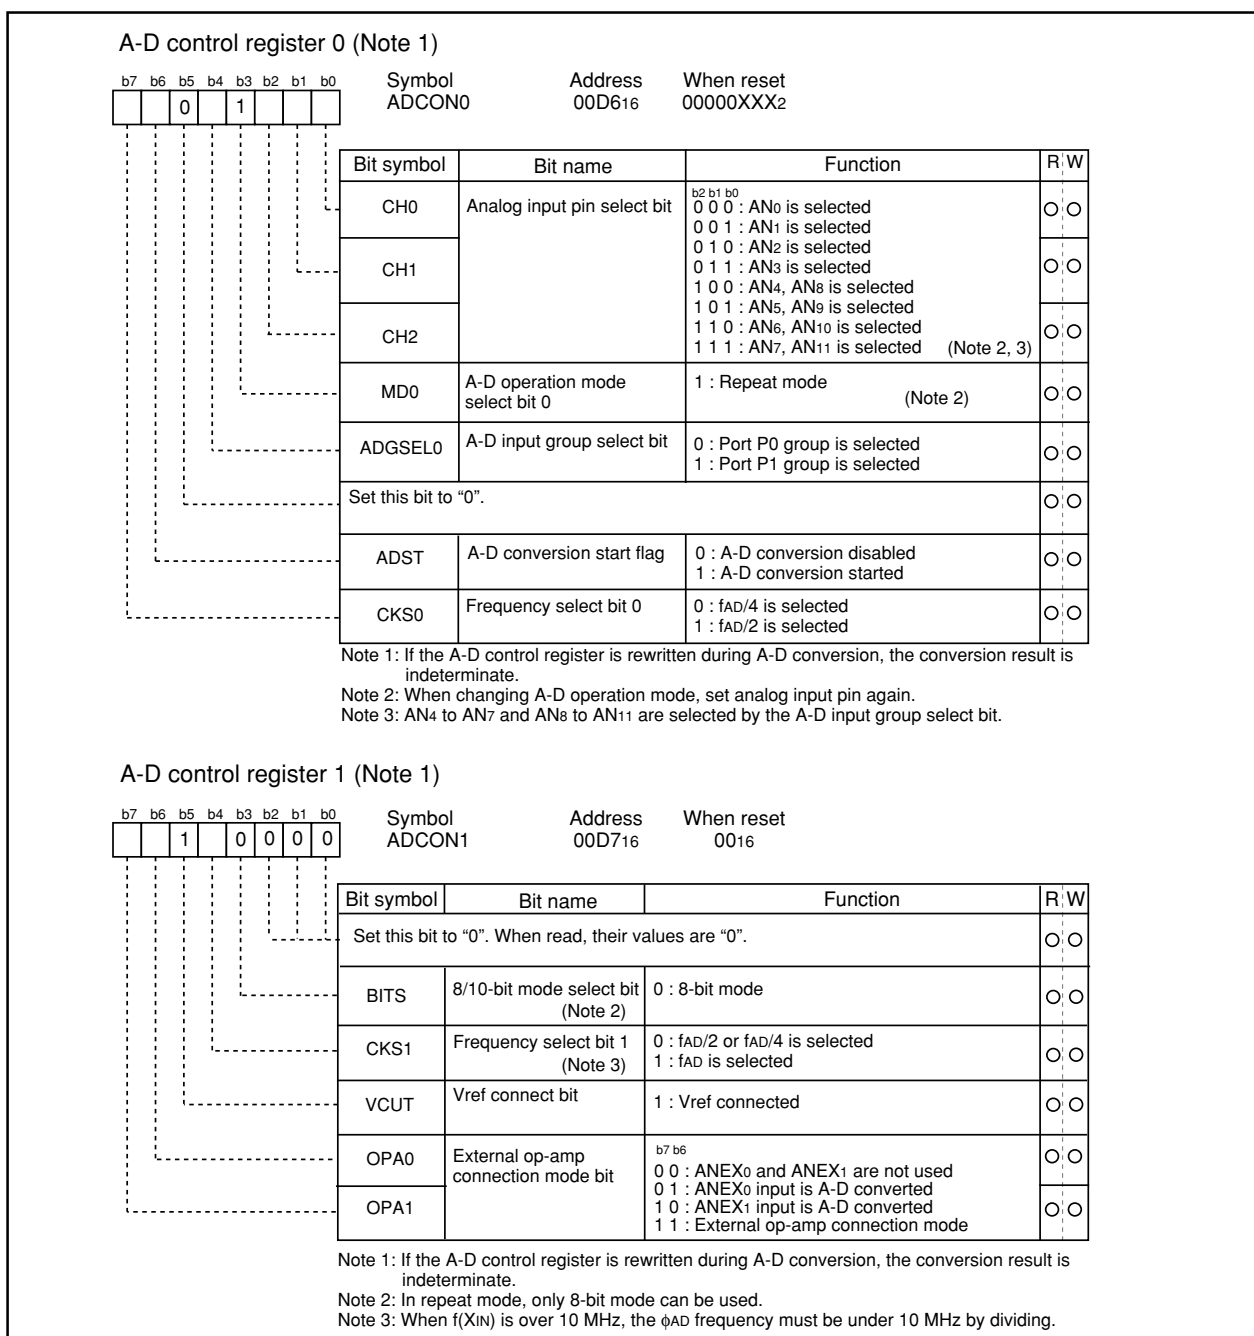 A-D control register 0 (Note 1)
b7 b6 b5 b4 b3 b2 b1 b0
0 1
Symbol Address When reset
ADCON0 00D616 00000XXX2
Bit symbol Bit name Function R W
CH0 Analog input pin select bit
b2 b1 b0
0 0 0 : AN0 is selected
0 0 1 : AN1 is selected
0 1 0 : AN2 is selected
CH1
0 1 1 : AN3 is selected
1 0 0 : AN4, AN8 is selected
1 0 1 : AN5, AN9 is selected
CH2
1 1 0 : AN6, AN10 is selected
1 1 1 : AN7, AN11 is selected (Note 2, 3)
MD0
A-D operation mode
select bit 0
1 : Repeat mode
(Note 2)
ADGSEL0
A-D input group select bit
0 : Port P0 group is selected
1 : Port P1 group is selected
Set this bit to “0”.
ADST
A-D conversion start flag
0 : A-D conversion disabled
1 : A-D conversion started
CKS0
Frequency select bit 0
0 : fAD/4 is selected
1 : fAD/2 is selected
Note 1: If the A-D control register is rewritten during A-D conversion, the conversion result is
indeterminate.
Note 2: When changing A-D operation mode, set analog input pin again.
Note 3: AN4 to AN7 and AN8 to AN11 are selected by the A-D input group select bit.
A-D control register 1 (Note 1)
b7 b6 b5 b4 b3 b2 b1 b0
1 0 0 0 0
Symbol Address When reset
ADCON1 00D716 0016
Bit symbol Bit name Function R W
Set this bit to “0”. When read, their values are “0”.
BITS
8/10-bit mode select bit
(Note 2)
0 : 8-bit mode
CKS1
Frequency select bit 1
(Note 3)
0 : fAD/2 or fAD/4 is selected
1 : fAD is selected
VCUT
Vref connect bit
1 : Vref connected
OPA0
External op-amp
connection mode bit
b7 b6
0 0 : ANEX0 and ANEX1 are not used
0 1 : ANEX0 input is A-D converted
OPA1
1 0 : ANEX1 input is A-D converted
1 1 : External op-amp connection mode
Note 1: If the A-D control register is rewritten during A-D conversion, the conversion result is
indeterminate.
Note 2: In repeat mode, only 8-bit mode can be used.
Note 3: When f(XIN) is over 10 MHz, the ϕAD frequency must be under 10 MHz by dividing.